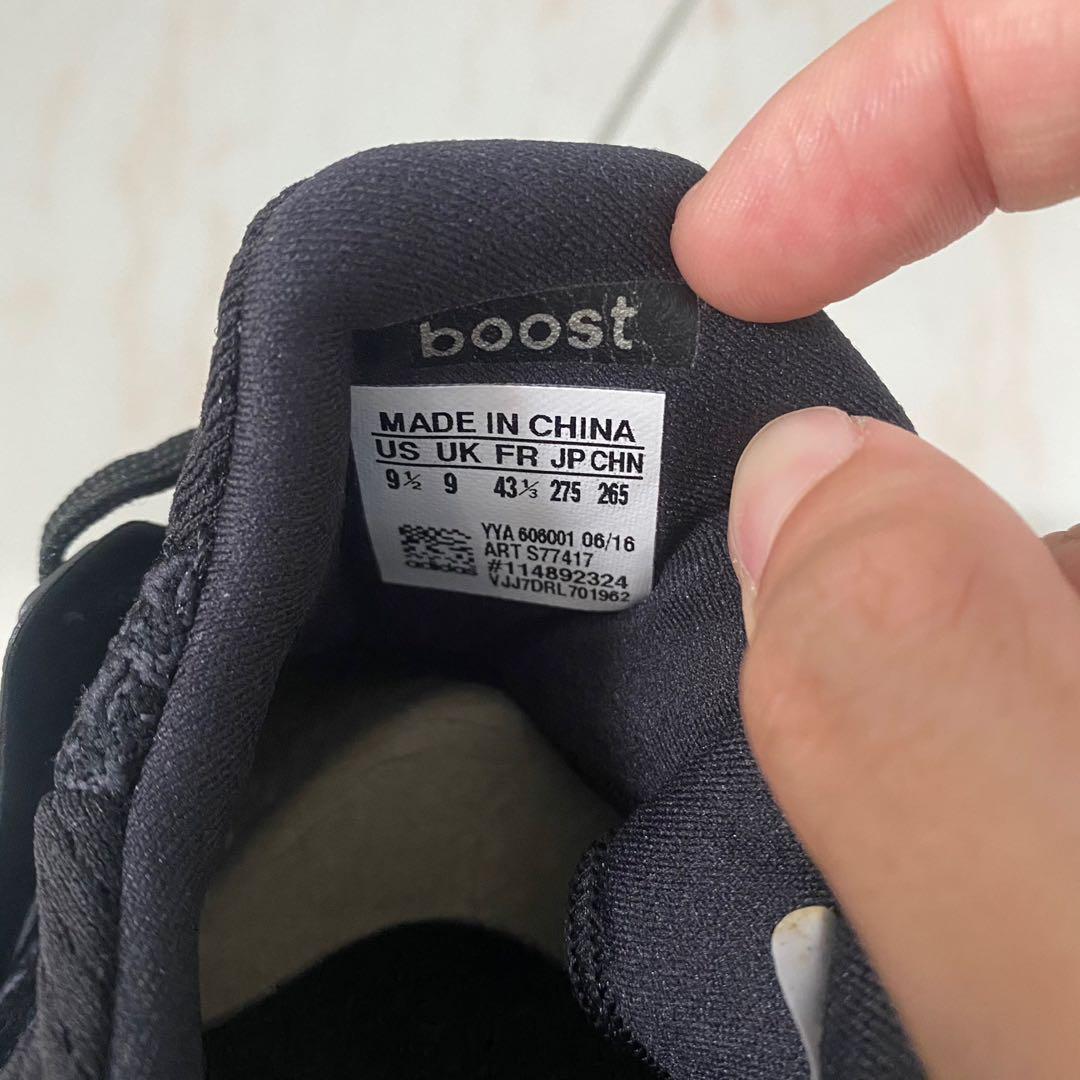 boost
MADE IN CHINA
US UK FR JP CHN
9½ 9 43⅓ 275 265
YYA 606001 06/16
ART S77417
#114892324
VJJ7DRL701962